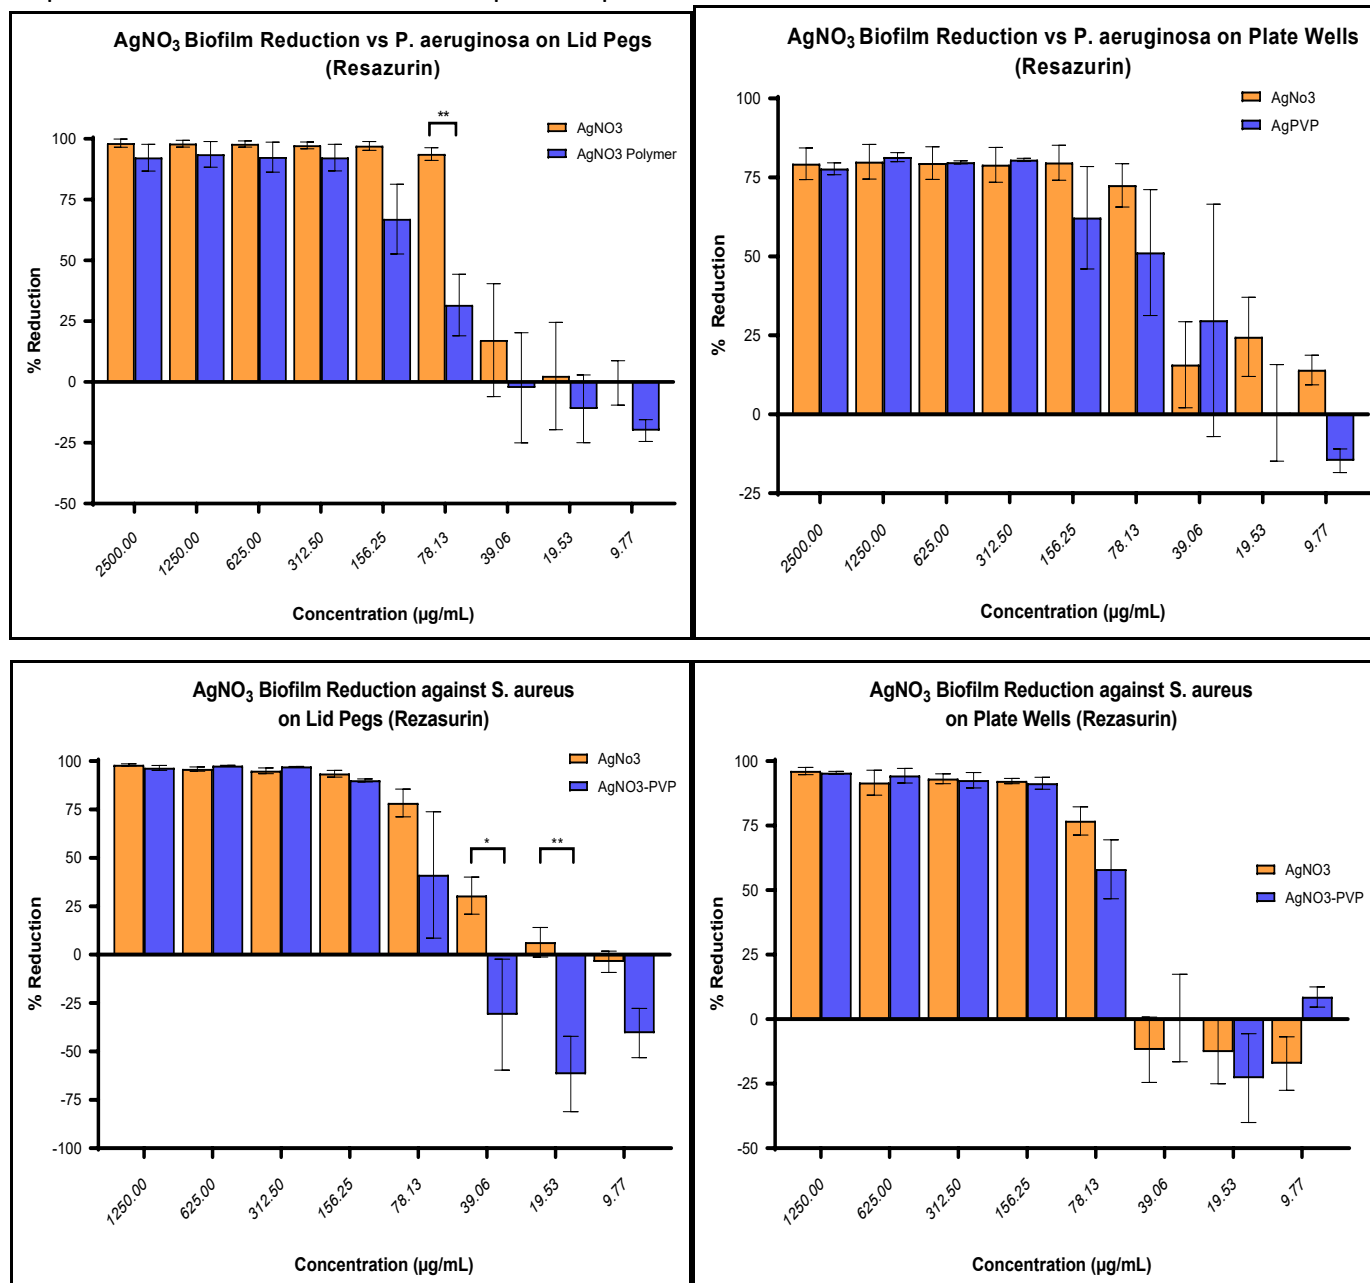 AgNO3 Biofilm Reduction vs P. aeruginosa on Lid Pegs
(Resazurin)
AgNO3
AgNO3 Polymer
**
% Reduction
100
75
50
25
0
-25
-50
2500.00
1250.00
625.00
312.50
156.25
78.13
39.06
19.53
9.77
Concentration (µg/mL)
AgNO3 Biofilm Reduction vs P. aeruginosa on Plate Wells
(Resazurin)
AgNo3
AgPVP
% Reduction
100
75
50
25
0
-25
2500.00
1250.00
625.00
312.50
156.25
78.13
39.06
19.53
9.77
Concentration (µg/mL)
AgNO3 Biofilm Reduction against S. aureus
on Lid Pegs (Rezasurin)
AgNo3
AgNO3-PVP
*
**
% Reduction
100
75
50
25
0
-25
-50
-75
-100
1250.00
625.00
312.50
156.25
78.13
39.06
19.53
9.77
Concentration (µg/mL)
AgNO3 Biofilm Reduction against S. aureus
on Plate Wells (Rezasurin)
AgNO3
AgNO3-PVP
% Reduction
100
75
50
25
0
-25
-50
1250.00
625.00
312.50
156.25
78.13
39.06
19.53
9.77
Concentration (µg/mL)